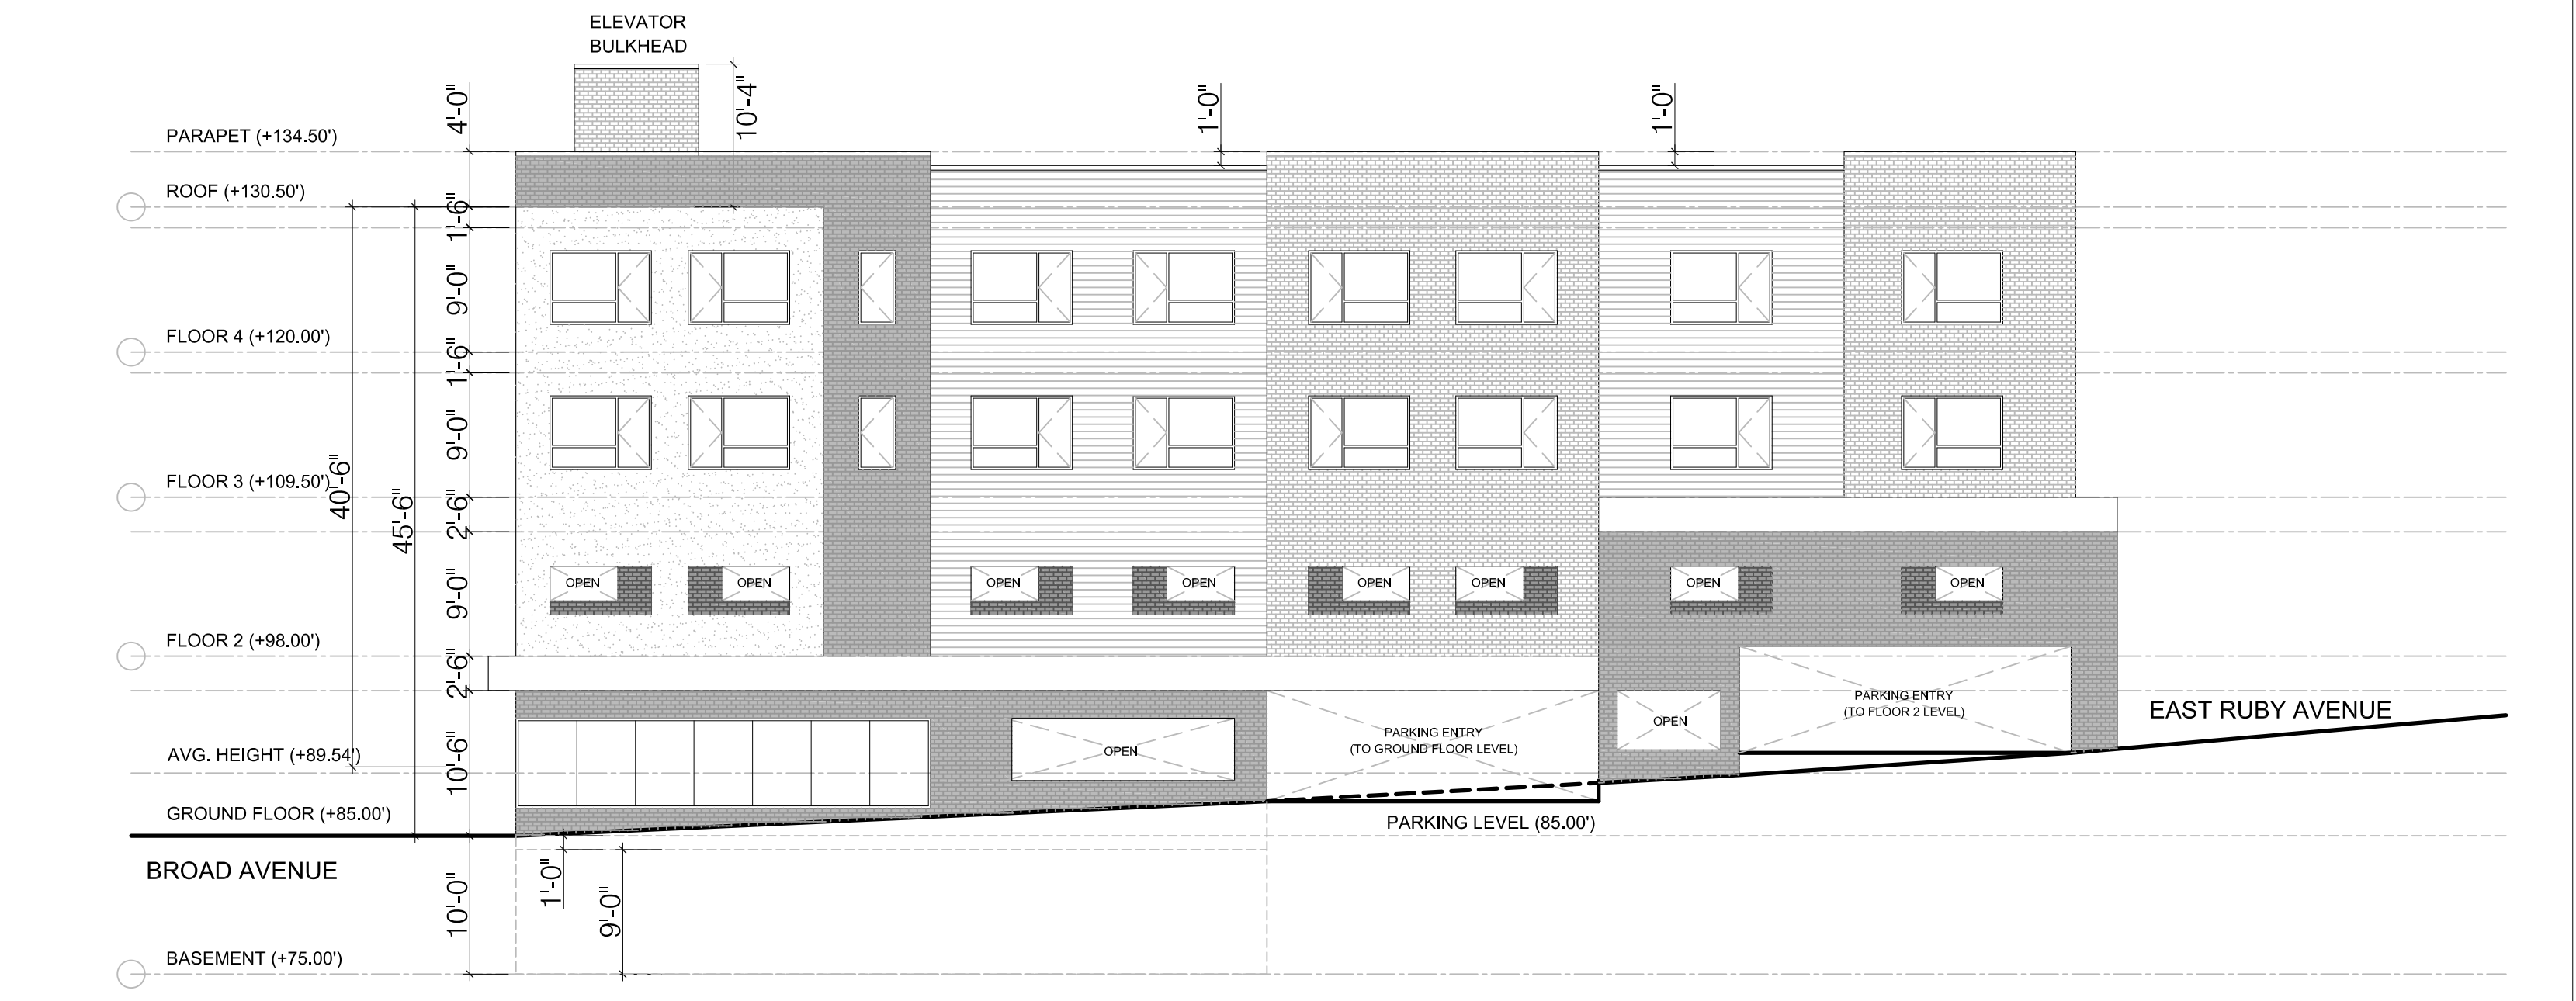 ELEVATOR
BULKHEAD
10'-4"
4'-0"
1'-0"
1'-0"
PARAPET (+134.50')
ROOF (+130.50')
1'-6"
9'-0"
FLOOR 4 (+120.00')
1'-6"
9'-0"
40'-6"
45'-6"
FLOOR 3 (+109.50')
2'-6"
9'-0"
OPEN
OPEN
OPEN
OPEN
OPEN
OPEN
OPEN
OPEN
FLOOR 2 (+98.00')
2'-6"
PARKING ENTRY
(TO FLOOR 2 LEVEL)
EAST RUBY AVENUE
OPEN
PARKING ENTRY
(TO GROUND FLOOR LEVEL)
OPEN
AVG. HEIGHT (+89.54')
10'-6"
GROUND FLOOR (+85.00')
PARKING LEVEL (85.00')
BROAD AVENUE
1'-0"
10'-0"
9'-0"
BASEMENT (+75.00')